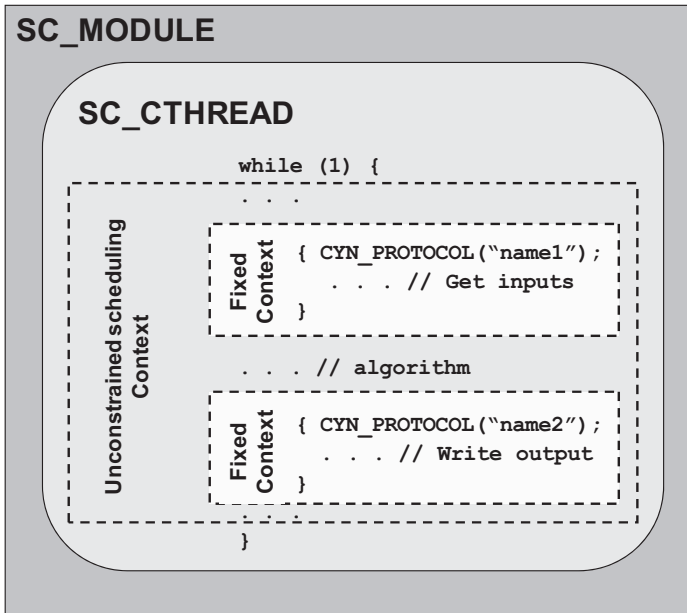 SC_MODULE
SC_CTHREAD
while (1) {
. . .
Unconstrained scheduling
Context
Fixed
Context
{ CYN_PROTOCOL(“name1”);
. . . // Get inputs
}
. . . // algorithm
Fixed
Context
{ CYN_PROTOCOL(“name2”);
. . . // Write output
}
. . .
}